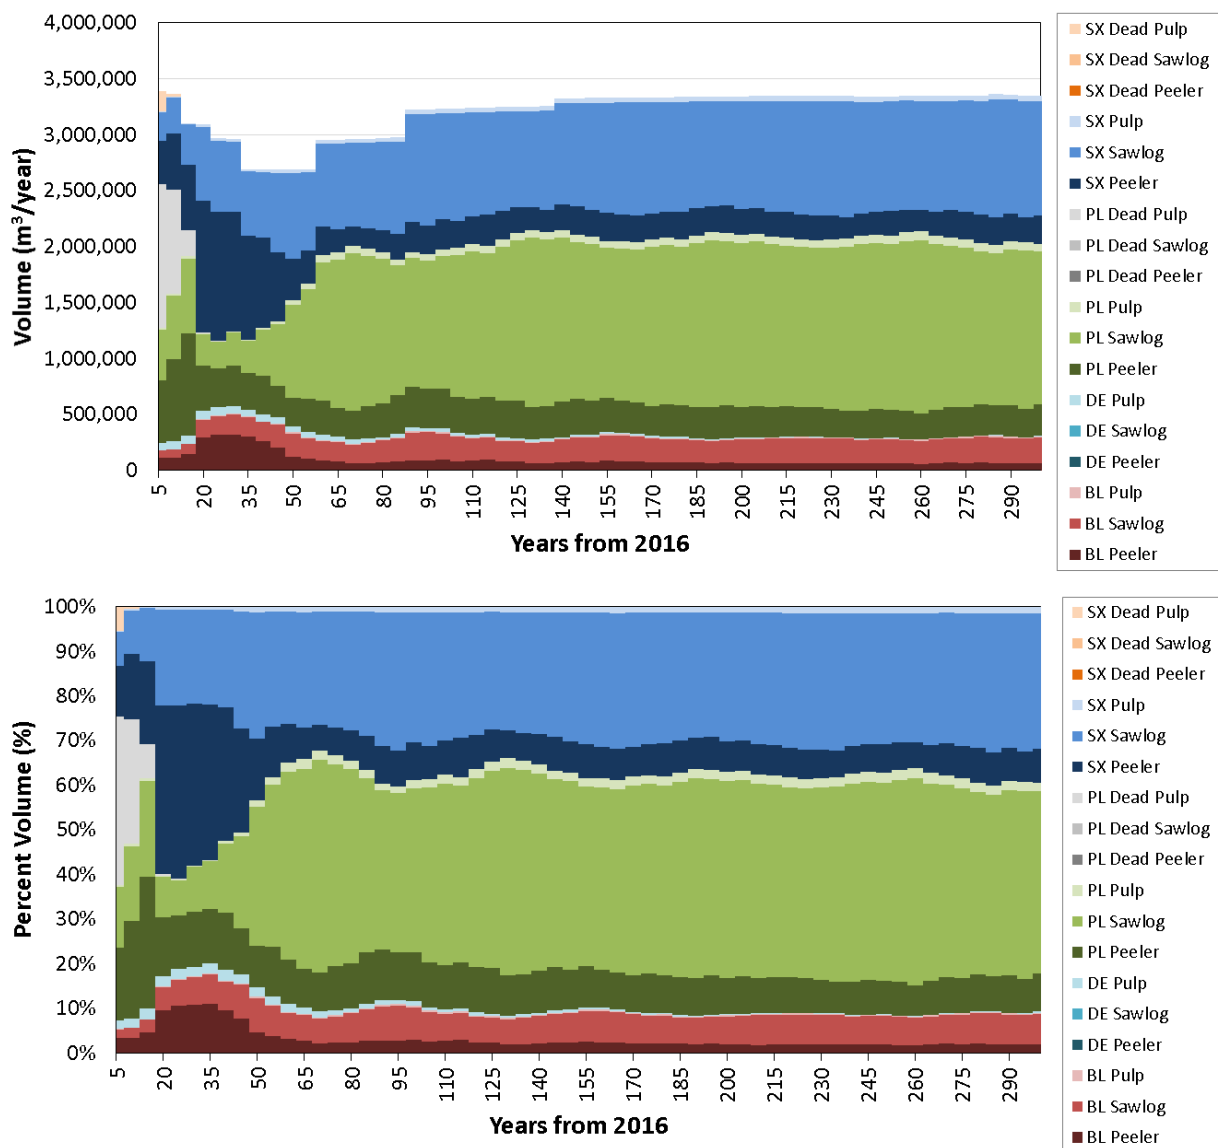 4,000,000
3,500,000
3,000,000
2,500,000
2,000,000
1,500,000
1,000,000
500,000
0
Volume (m³/year)
5 20 35 50 65 80 95 110 125 140 155 170 185 200 215 230 245 260 275 290
Years from 2016
SX Dead Pulp
SX Dead Sawlog
SX Dead Peeler
SX Pulp
SX Sawlog
SX Peeler
PL Dead Pulp
PL Dead Sawlog
PL Dead Peeler
PL Pulp
PL Sawlog
PL Peeler
DE Pulp
DE Sawlog
DE Peeler
BL Pulp
BL Sawlog
BL Peeler
100%
90%
80%
70%
60%
50%
40%
30%
20%
10%
0%
Percent Volume (%)
5 20 35 50 65 80 95 110 125 140 155 170 185 200 215 230 245 260 275 290
Years from 2016
SX Dead Pulp
SX Dead Sawlog
SX Dead Peeler
SX Pulp
SX Sawlog
SX Peeler
PL Dead Pulp
PL Dead Sawlog
PL Dead Peeler
PL Pulp
PL Sawlog
PL Peeler
DE Pulp
DE Sawlog
DE Peeler
BL Pulp
BL Sawlog
BL Peeler